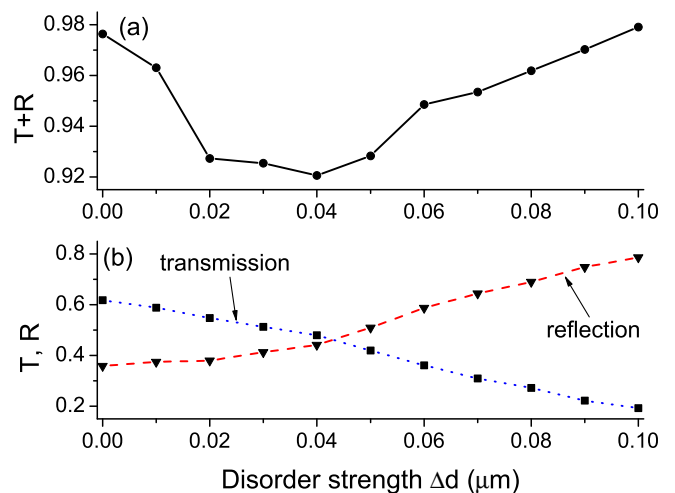 (a)
T+R
0.98
0.96
0.94
0.92
0.00 0.02 0.04 0.06 0.08 0.10
(b)
transmission
reflection
T, R
0.8
0.6
0.4
0.2
0.00 0.02 0.04 0.06 0.08 0.10
Disorder strength Δd (μm)